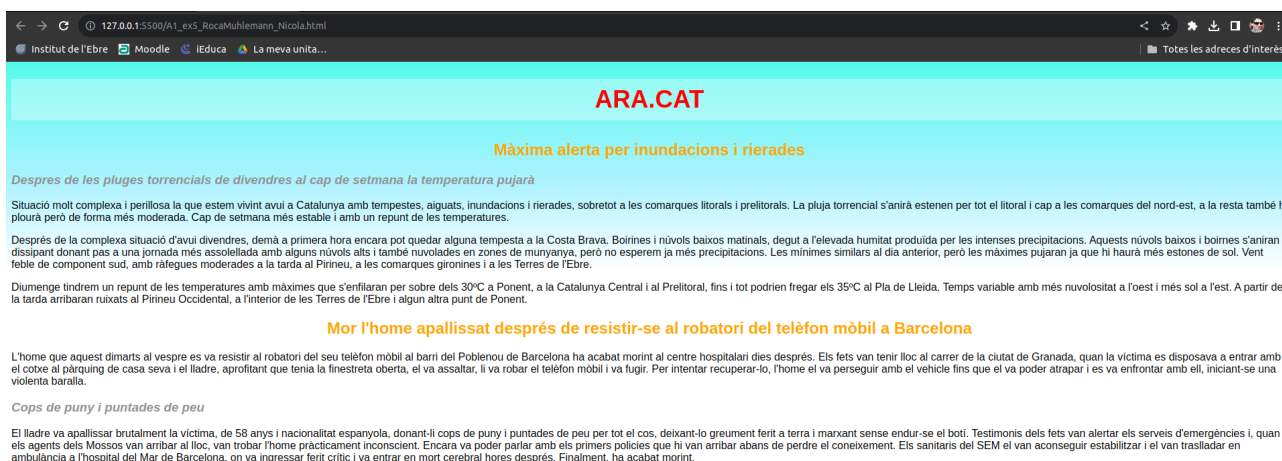 127.0.0.1:5500/A1_ex5_RocaMuhlemann_Nicola.html
Institut de l'Ebre Moodle iEduca La meva unita… Totes les adreces d'interès
ARA.CAT
Màxima alerta per inundacions i rierades
Despres de les pluges torrencials de divendres al cap de setmana la temperatura pujarà
Situació molt complexa i perillosa la que estem vivint avui a Catalunya amb tempestes, aiguats, inundacions i rierades, sobretot a les comarques litorals i prelitorals. La pluja torrencial s'anirà estenen per tot el litoral i cap a les comarques del nord-est, a la resta també
plourà però de forma més moderada. Cap de setmana més estable i amb un repunt de les temperatures.
Després de la complexa situació d'avui divendres, demà a primera hora encara pot quedar alguna tempesta a la Costa Brava. Boirines i núvols baixos matinals, degut a l'elevada humitat produïda per les intenses precipitacions. Aquests núvols baixos i boirnes s'aniran
dissipant donant pas a una jornada més assolellada amb alguns núvols alts i també nuvolades en zones de munyanya, però no esperem ja més precipitacions. Les mínimes similars al dia anterior, però les màximes pujaran ja que hi haurà més estones de sol. Vent
feble de component sud, amb ràfegues moderades a la tarda al Pirineu, a les comarques gironines i a les Terres de l'Ebre.
Diumenge tindrem un repunt de les temperatures amb màximes que s'enfilaran per sobre dels 30ºC a Ponent, a la Catalunya Central i al Prelitoral, fins i tot podrien fregar els 35ºC al Pla de Lleida. Temps variable amb més nuvolositat a l'oest i més sol a l'est. A partir de
la tarda arribaran ruixats al Pirineu Occidental, a l'interior de les Terres de l'Ebre i algun altra punt de Ponent.
Mor l'home apallissat després de resistir-se al robatori del telèfon mòbil a Barcelona
L'home que aquest dimarts al vespre es va resistir al robatori del seu telèfon mòbil al barri del Poblenou de Barcelona ha acabat morint al centre hospitalari dies després. Els fets van tenir lloc al carrer de la ciutat de Granada, quan la víctima es disposava a entrar amb
el cotxe al pàrquing de casa seva i el lladre, aprofitant que tenia la finestreta oberta, el va assaltar, li va robar el telèfon mòbil i va fugir. Per intentar recuperar-lo, l'home el va perseguir amb el vehicle fins que el va poder atrapar i es va enfrontar amb ell, iniciant-se una
violenta baralla.
Cops de puny i puntades de peu
El lladre va apallissar brutalment la víctima, de 58 anys i nacionalitat espanyola, donant-li cops de puny i puntades de peu per tot el cos, deixant-lo greument ferit a terra i marxant sense endur-se el botí. Testimonis dels fets van alertar els serveis d'emergències i, quan
els agents dels Mossos van arribar al lloc, van trobar l'home pràcticament inconscient. Encara va poder parlar amb els primers policies que hi van arribar abans de perdre el coneixement. Els sanitaris del SEM el van aconseguir estabilitzar i el van traslladar en
ambulància a l'hospital del Mar de Barcelona, on va ingressar ferit crític i va entrar en mort cerebral hores després. Finalment, ha acabat morint.